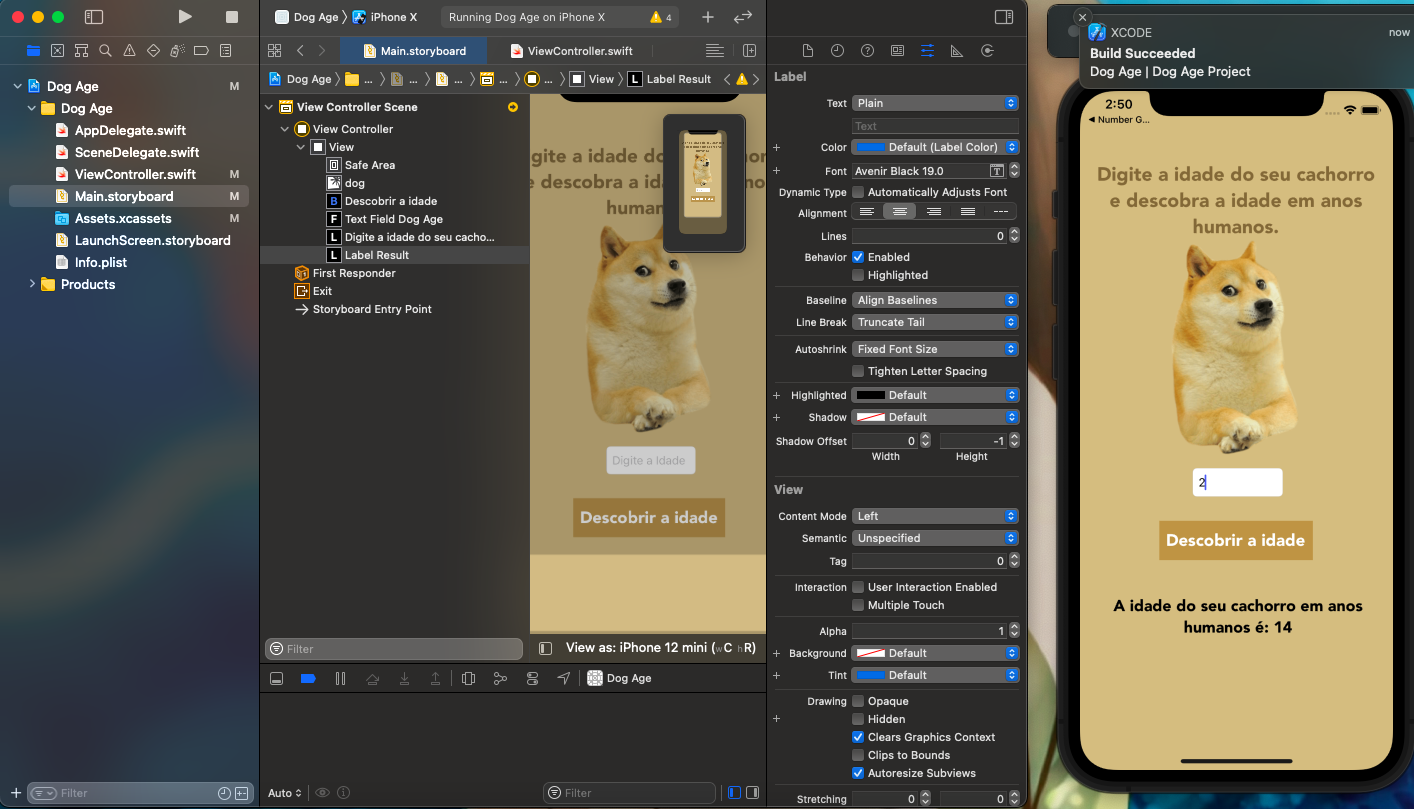 Dog Age
iPhone X
Running Dog Age on iPhone X
4
Main.storyboard
ViewController.swift
Dog Age
...
...
...
...
...
View
L
Label Result
Dog Age
M
Dog Age
AppDelegate.swift
SceneDelegate.swift
ViewController.swift
M
Main.storyboard
M
Assets.xcassets
M
LaunchScreen.storyboard
Info.plist
Products
Filter
View Controller Scene
View Controller
View
Safe Area
dog
B
Descobrir a idade
F
Text Field Dog Age
L
Digite a idade do seu cacho...
L
Label Result
First Responder
Exit
Storyboard Entry Point
Filter
Digite a Idade
Descobrir a idade
View as: iPhone 12 mini (wC hR)
Dog Age
Auto
Filter
Label
Text
Plain
Text
Color
Default (Label Color)
Font
Avenir Black 19.0
Dynamic Type
Automatically Adjusts Font
Alignment
Lines
0
Behavior
Enabled
Highlighted
Baseline
Align Baselines
Line Break
Truncate Tail
Autoshrink
Fixed Font Size
Tighten Letter Spacing
Highlighted
Default
Shadow
Default
Shadow Offset
0
-1
Width
Height
View
Content Mode
Left
Semantic
Unspecified
Tag
0
Interaction
User Interaction Enabled
Multiple Touch
Alpha
1
Background
Default
Tint
Default
Drawing
Opaque
Hidden
Clears Graphics Context
Clips to Bounds
Autoresize Subviews
Stretching
0
0
XCODE
now
Build Succeeded
Dog Age | Dog Age Project
2:50
Number G...
Digite a idade do seu cachorro
e descobra a idade em anos
humanos.
2
Descobrir a idade
A idade do seu cachorro em anos
humanos é: 14